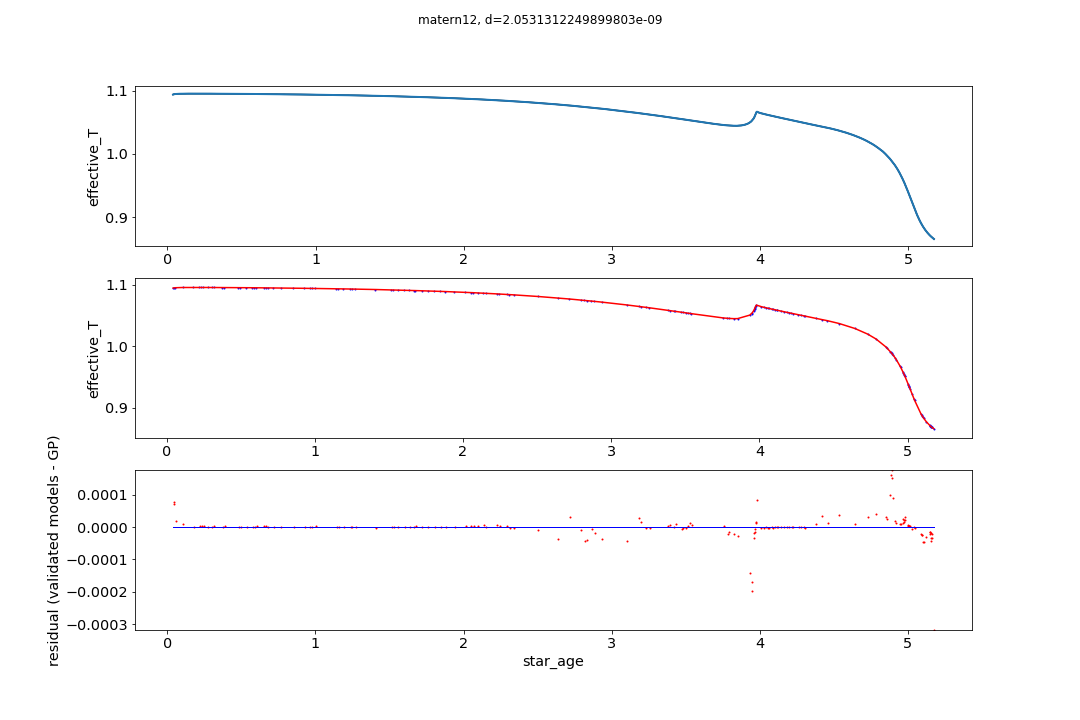 matern12, d=2.0531312249899803e-09
1.1
1.0
0.9
effective_T
0 1 2 3 4 5
1.1
1.0
0.9
effective_T
0 1 2 3 4 5
0.0001
0.0000
−0.0001
−0.0002
−0.0003
residual (validated models - GP)
0 1 2 3 4 5
star_age